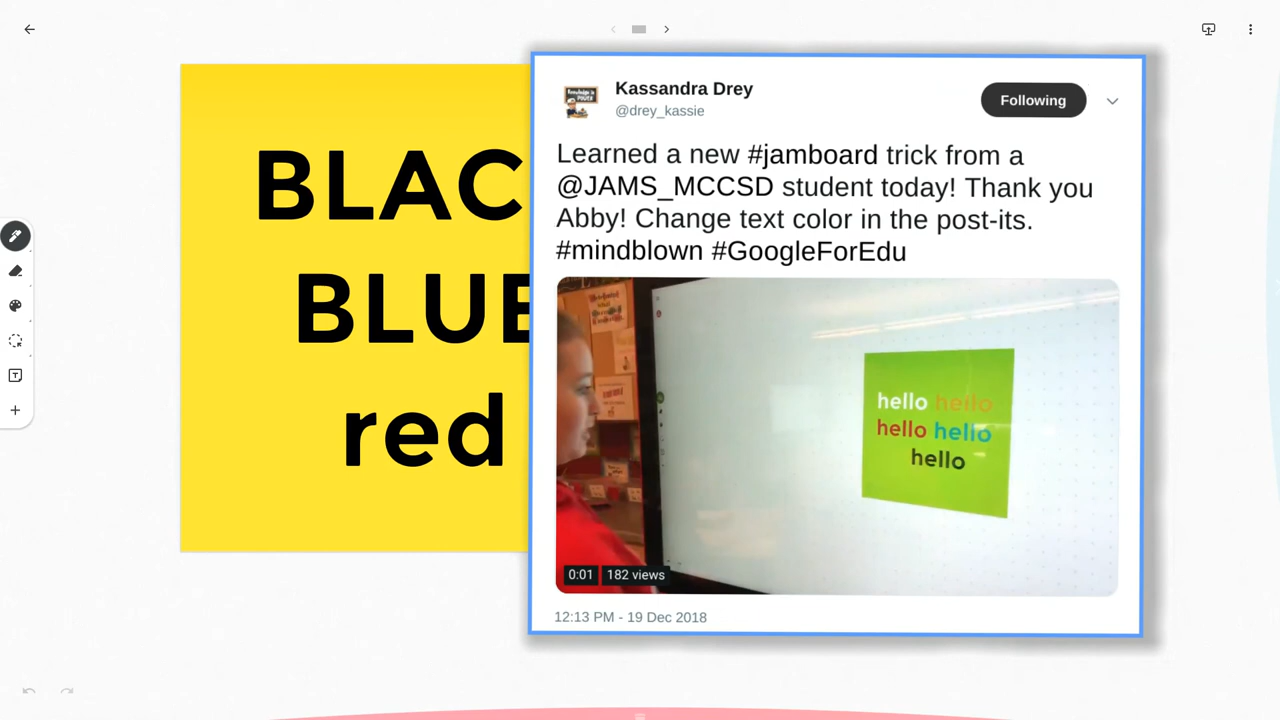 BLAC
BLUE
red
Kassandra Drey
@drey_kassie
Following
Learned a new #jamboard trick from a
@JAMS_MCCSD student today! Thank you
Abby! Change text color in the post-its.
#mindblown #GoogleForEdu
hello hello
hello hello
hello
0:01 182 views
12:13 PM - 19 Dec 2018